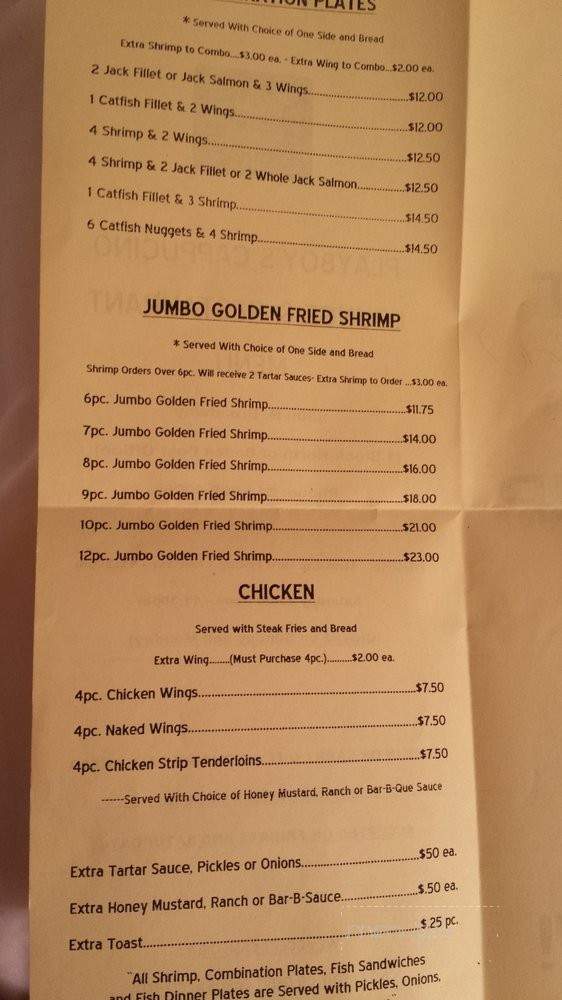 PLATES
* Served With Choice of One Side and Bread
Extra Shrimp to Combo....$3.00 ea. - Extra Wing to Combo...$2.00 ea.
2 Jack Fillet or Jack Salmon & 3 Wings..............................$12.00
1 Catfish Fillet & 2 Wings..................................................$12.00
4 Shrimp & 2 Wings..........................................................$12.50
4 Shrimp & 2 Jack Fillet or 2 Whole Jack Salmon..............$12.50
1 Catfish Fillet & 3 Shrimp................................................$14.50
6 Catfish Nuggets & 4 Shrimp..........................................$14.50
JUMBO GOLDEN FRIED SHRIMP
* Served With Choice of One Side and Bread
Shrimp Orders Over 6pc. Will receive 2 Tartar Sauces- Extra Shrimp to Order ...$3.00 ea.
6pc. Jumbo Golden Fried Shrimp.......................................$11.75
7pc. Jumbo Golden Fried Shrimp.......................................$14.00
8pc. Jumbo Golden Fried Shrimp.......................................$16.00
9pc. Jumbo Golden Fried Shrimp.......................................$18.00
10pc. Jumbo Golden Fried Shrimp.....................................$21.00
12pc. Jumbo Golden Fried Shrimp.....................................$23.00
CHICKEN
Served with Steak Fries and Bread
Extra Wing........(Must Purchase 4pc.).........$2.00 ea.
4pc. Chicken Wings............................................................$7.50
4pc. Naked Wings...............................................................$7.50
4pc. Chicken Strip Tenderloins...........................................$7.50
------Served With Choice of Honey Mustard, Ranch or Bar-B-Que Sauce
Extra Tartar Sauce, Pickles or Onions................................$50 ea.
Extra Honey Mustard, Ranch or Bar-B-Sauce.....................$.50 ea.
Extra Toast...........................................................................$.25 pc.
"All Shrimp, Combination Plates, Fish Sandwiches
and Fish Dinner Plates are Served with Pickles, Onions,